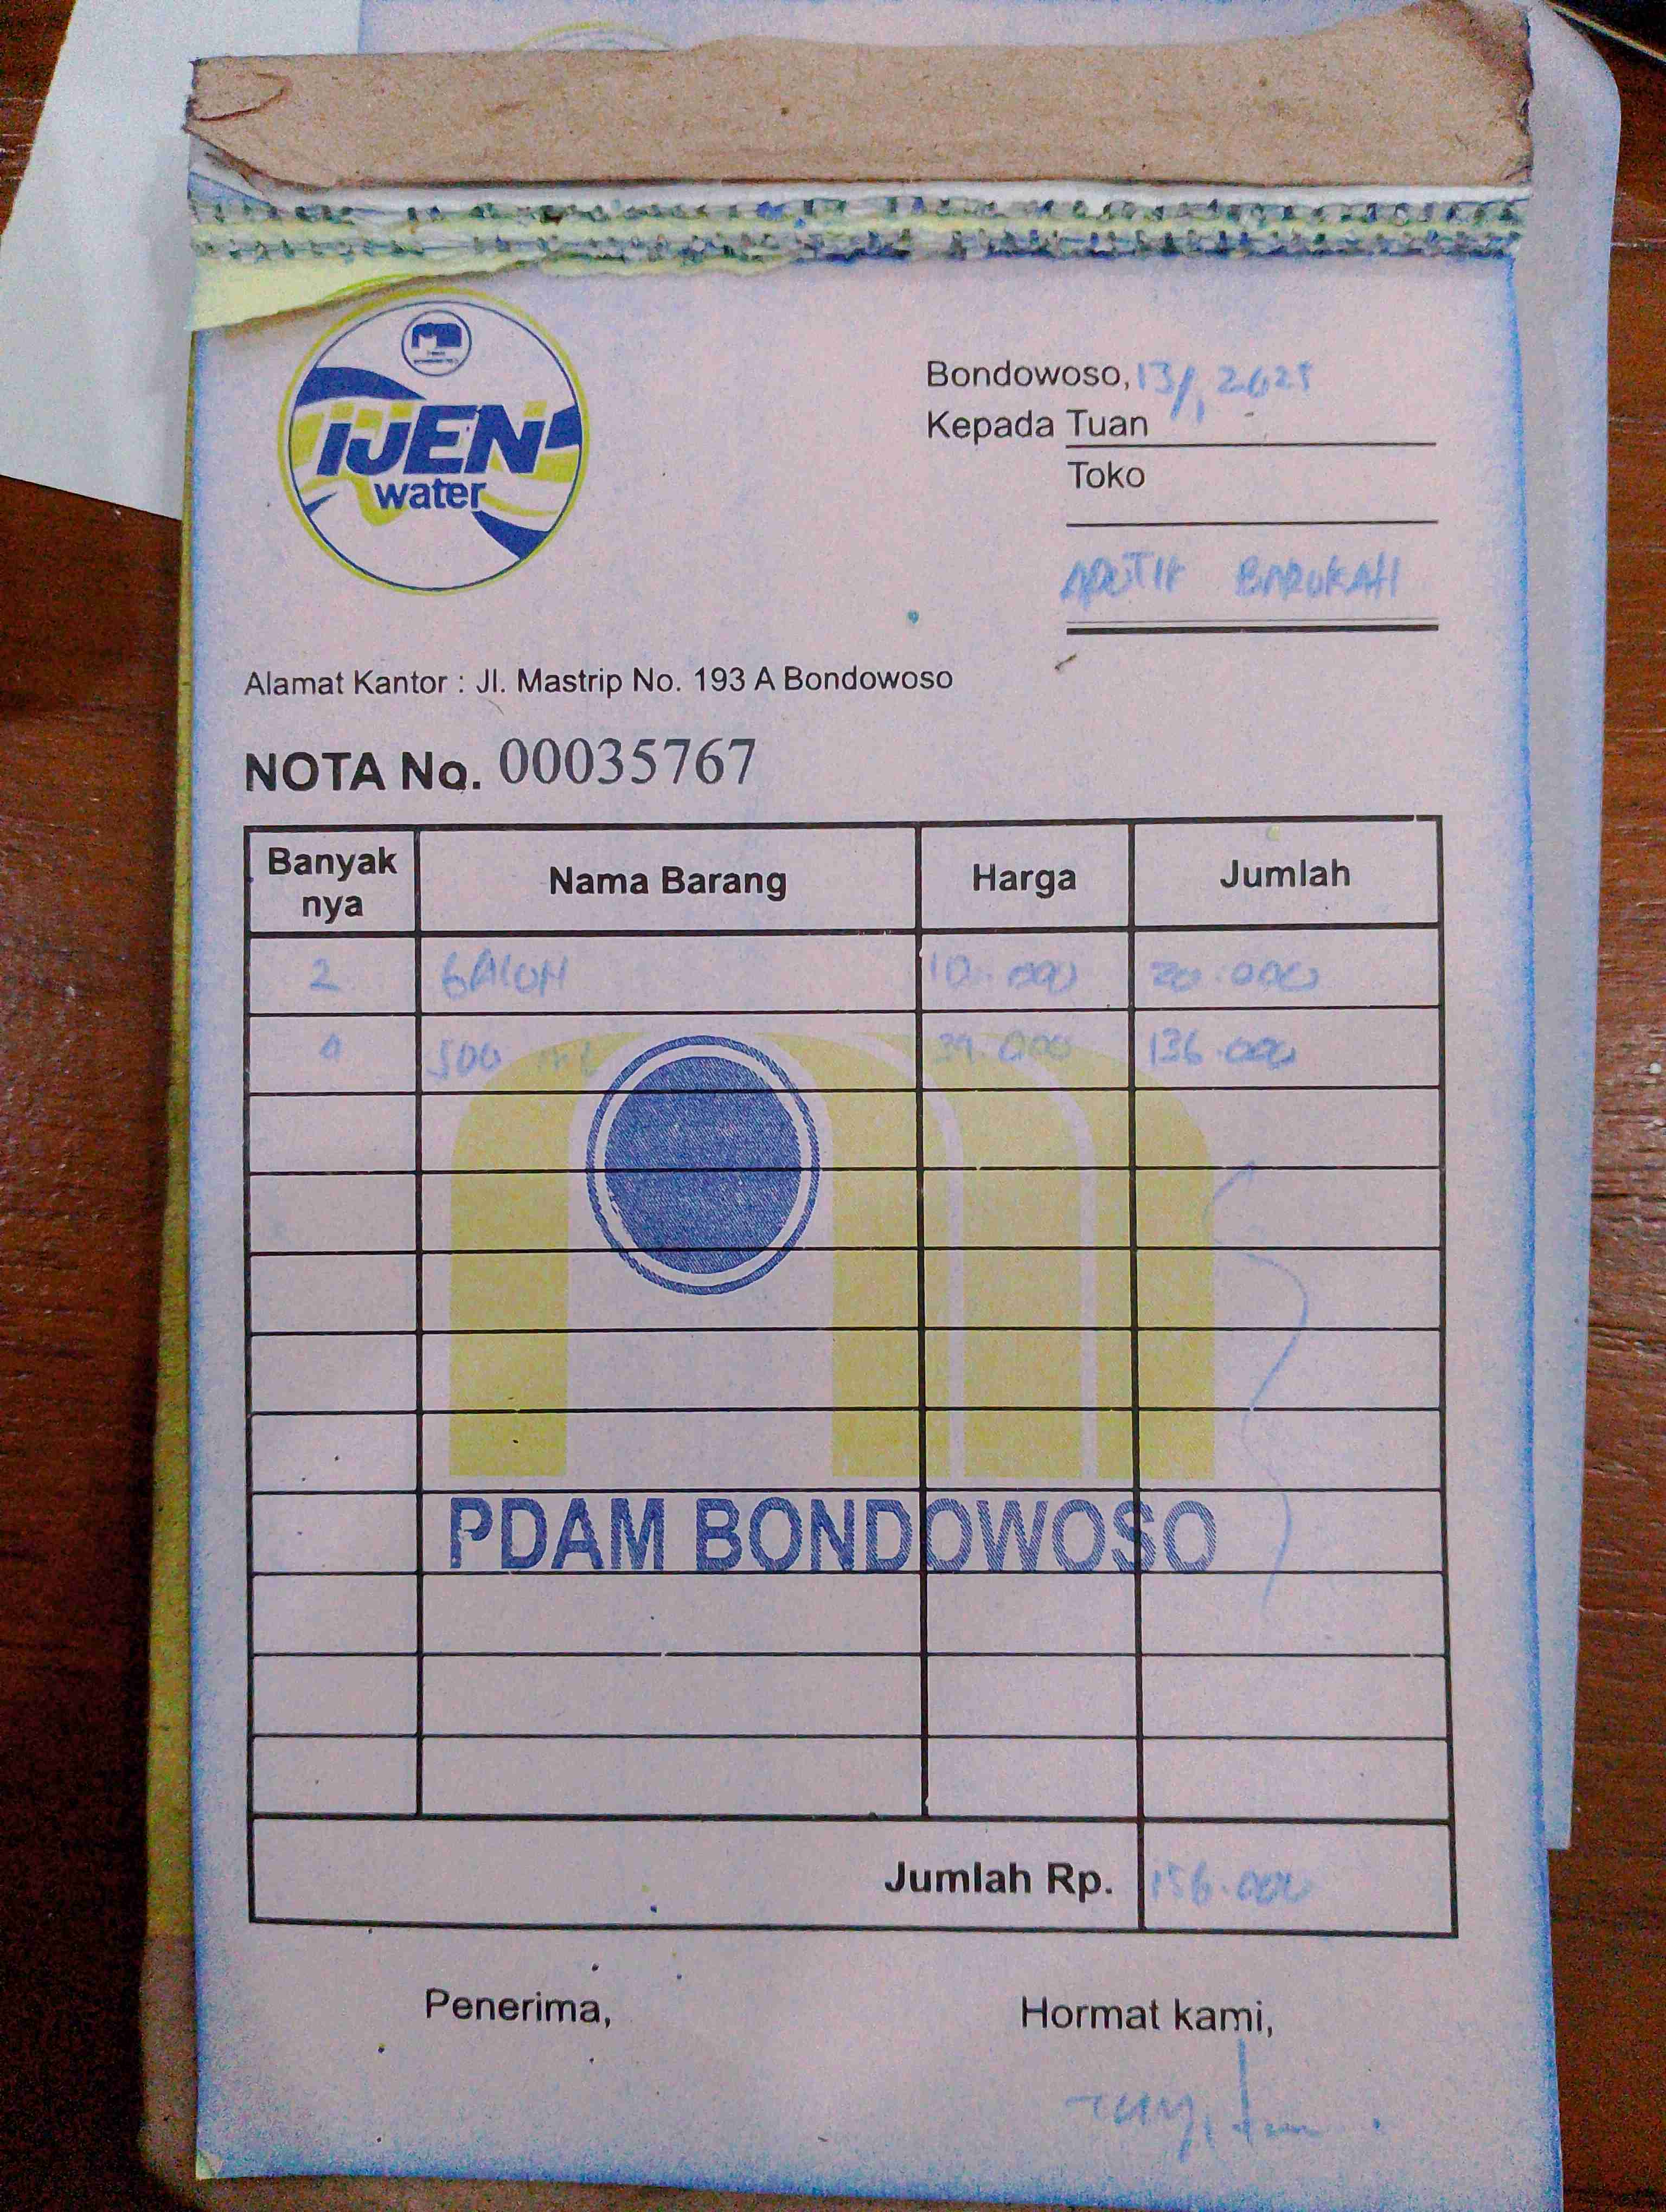 IJEN
water
Bondowoso, 13/1 2025
Kepada Tuan
Toko
APOTIK BAROKAH
Alamat Kantor : Jl. Mastrip No. 193 A Bondowoso
NOTA No. 00035767
Banyak nya Nama Barang Harga Jumlah
2 GALON 10.000 20.000
4 500 ML 34.000 136.000
PDAM BONDOWOSO
Jumlah Rp. 156.000
Penerima, Hormat kami,